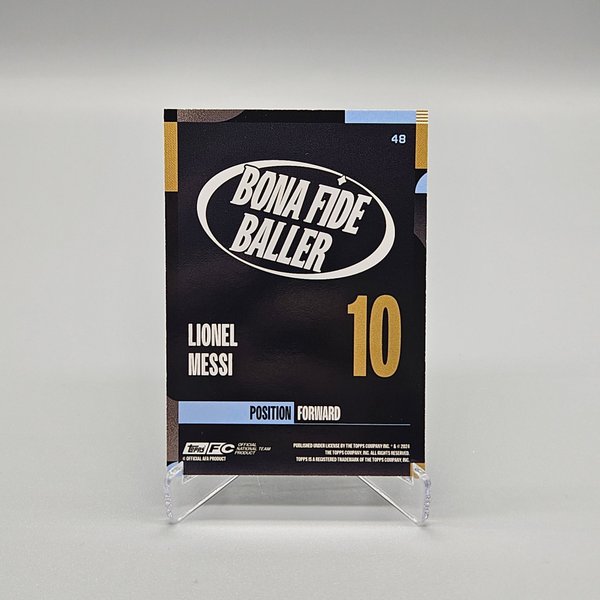 48
BONA FIDE
BALLER
10
LIONEL
MESSI
POSITION FORWARD
topps FC OFFICIAL
NATIONAL TEAM
PRODUCT
© OFFICIAL AFA PRODUCT
PUBLISHED UNDER LICENSE BY THE TOPPS COMPANY INC. ® & © 2024
THE TOPPS COMPANY, INC. ALL RIGHTS RESERVED.
TOPPS IS A REGISTERED TRADEMARK OF THE TOPPS COMPANY, INC.